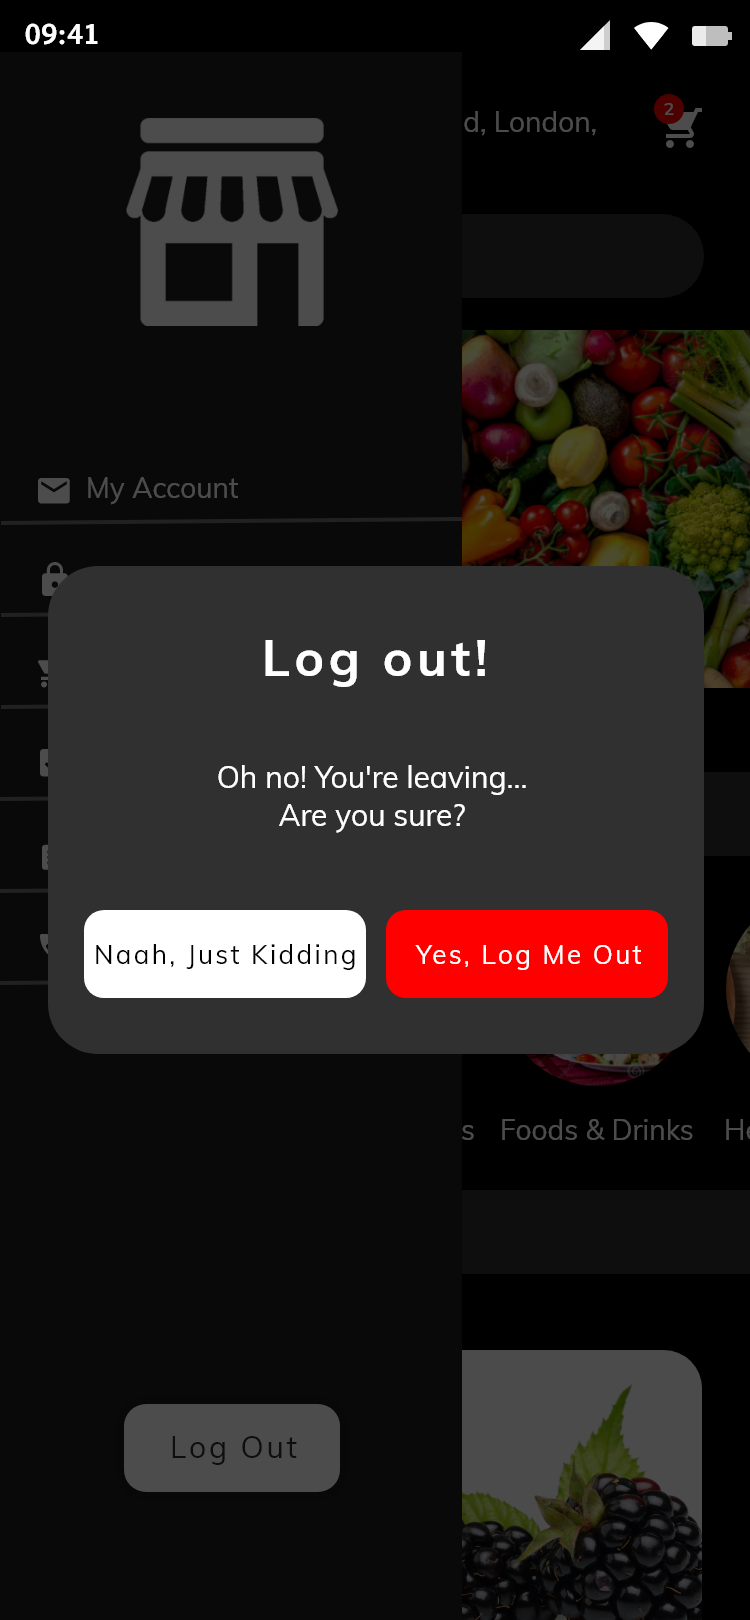 09:41
d, London,
2
My Account
Log out!
Oh no! You're leaving...
Are you sure?
Naah, Just Kidding
Yes, Log Me Out
s
Foods & Drinks
He
Log Out